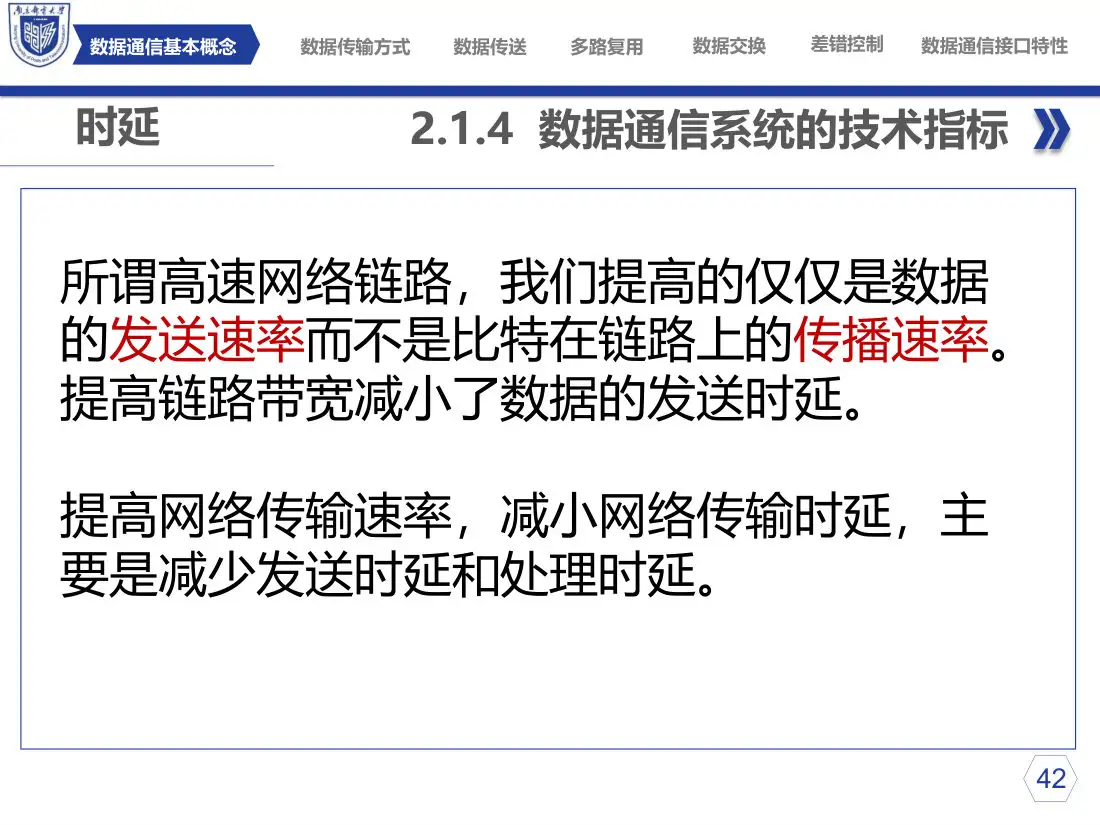 南京邮电大学
数据通信基本概念
数据传输方式
数据传送
多路复用
数据交换
差错控制
数据通信接口特性
时延
2.1.4 数据通信系统的技术指标
所谓高速网络链路，我们提高的仅仅是数据
的发送速率而不是比特在链路上的传播速率。
提高链路带宽减小了数据的发送时延。
提高网络传输速率，减小网络传输时延，主
要是减少发送时延和处理时延。
42